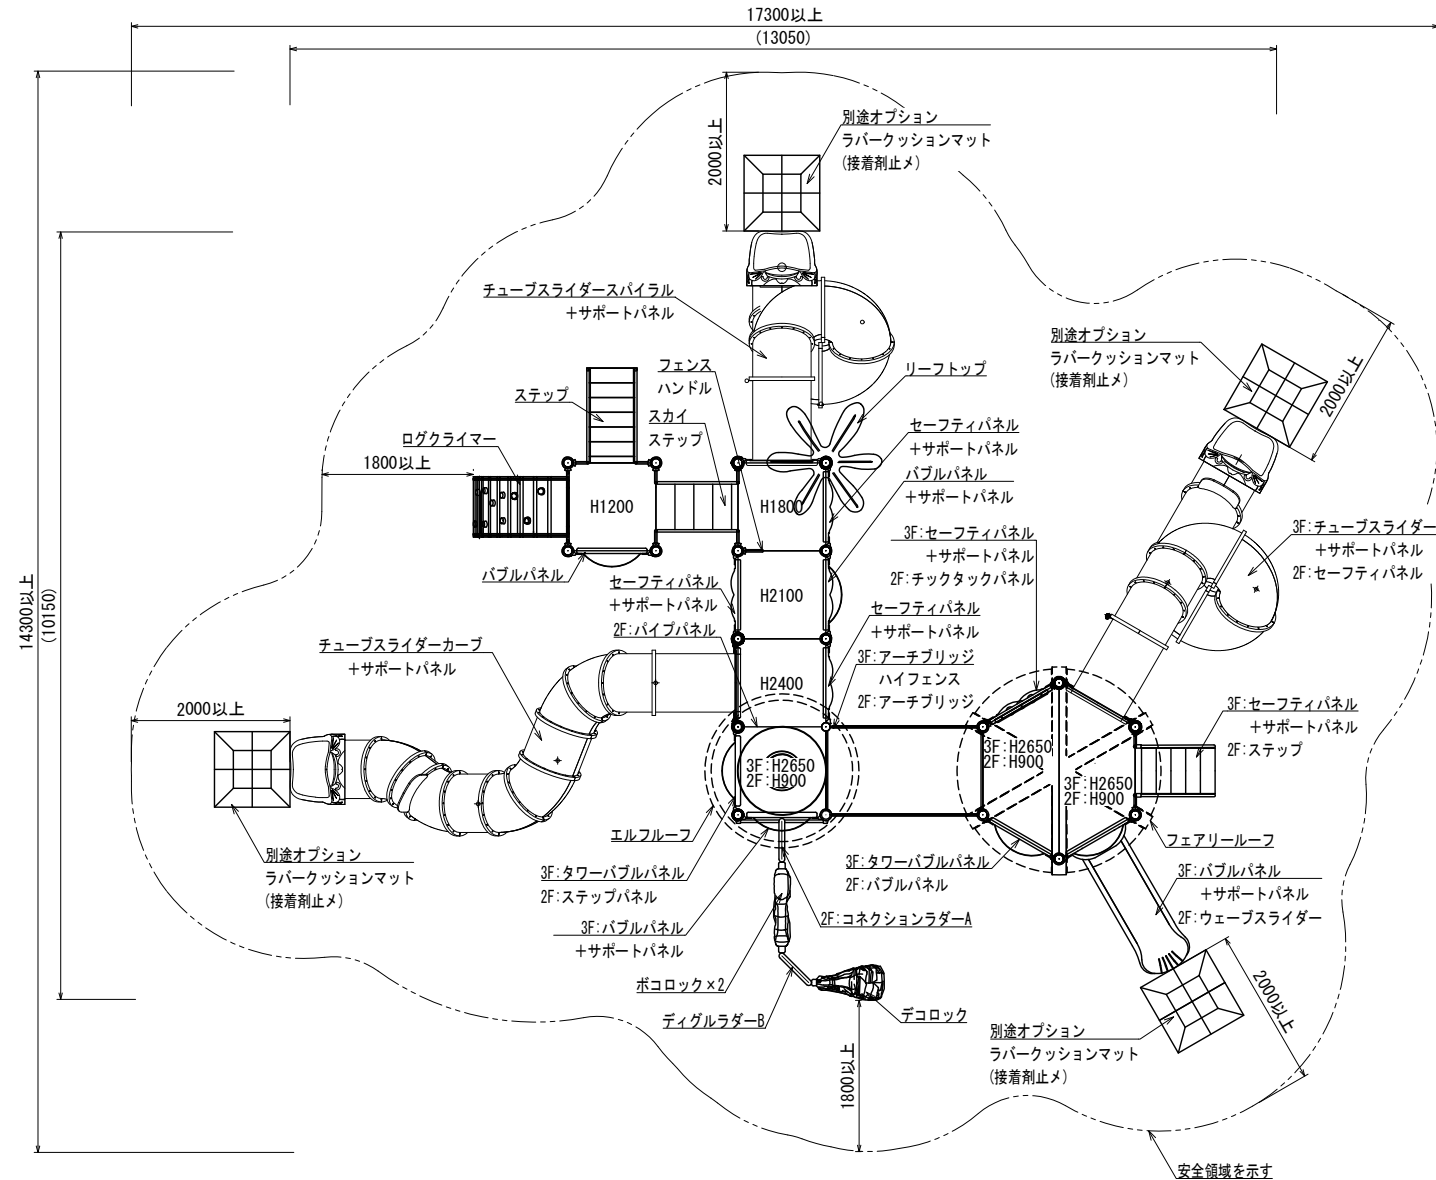 17300以上
(13050)
14300以上
(10150)
2000以上
別途オプション
ラバークッションマット
(接着剤止メ)
チューブスライダースパイラル
+サポートパネル
別途オプション
ラバークッションマット
(接着剤止メ)
2000以上
フェンス
ハンドル
リーフトップ
ステップ
スカイ
ステップ
セーフティパネル
+サポートパネル
ログクライマー
1800以上
バブルパネル
+サポートパネル
H1200
H1800
3F:セーフティパネル
+サポートパネル
2F:チックタックパネル
3F:チューブスライダー
+サポートパネル
2F:セーフティパネル
バブルパネル
セーフティパネル
+サポートパネル
2F:パイプパネル
H2100
セーフティパネル
+サポートパネル
チューブスライダーカーブ
+サポートパネル
3F:アーチブリッジ
ハイフェンス
2F:アーチブリッジ
H2400
2000以上
3F:セーフティパネル
+サポートパネル
2F:ステップ
3F:H2650
2F:H900
3F:H2650
2F:H900
3F:H2650
2F:H900
エルフルーフ
フェアリールーフ
別途オプション
ラバークッションマット
(接着剤止メ)
3F:タワーバブルパネル
2F:ステップパネル
3F:タワーバブルパネル
2F:バブルパネル
3F:バブルパネル
+サポートパネル
2F:ウェーブスライダー
3F:バブルパネル
+サポートパネル
2F:コネクションラダーA
ボコロック×2
ディグルラダーB
デコロック
2000以上
別途オプション
ラバークッションマット
(接着剤止メ)
1800以上
安全領域を示す